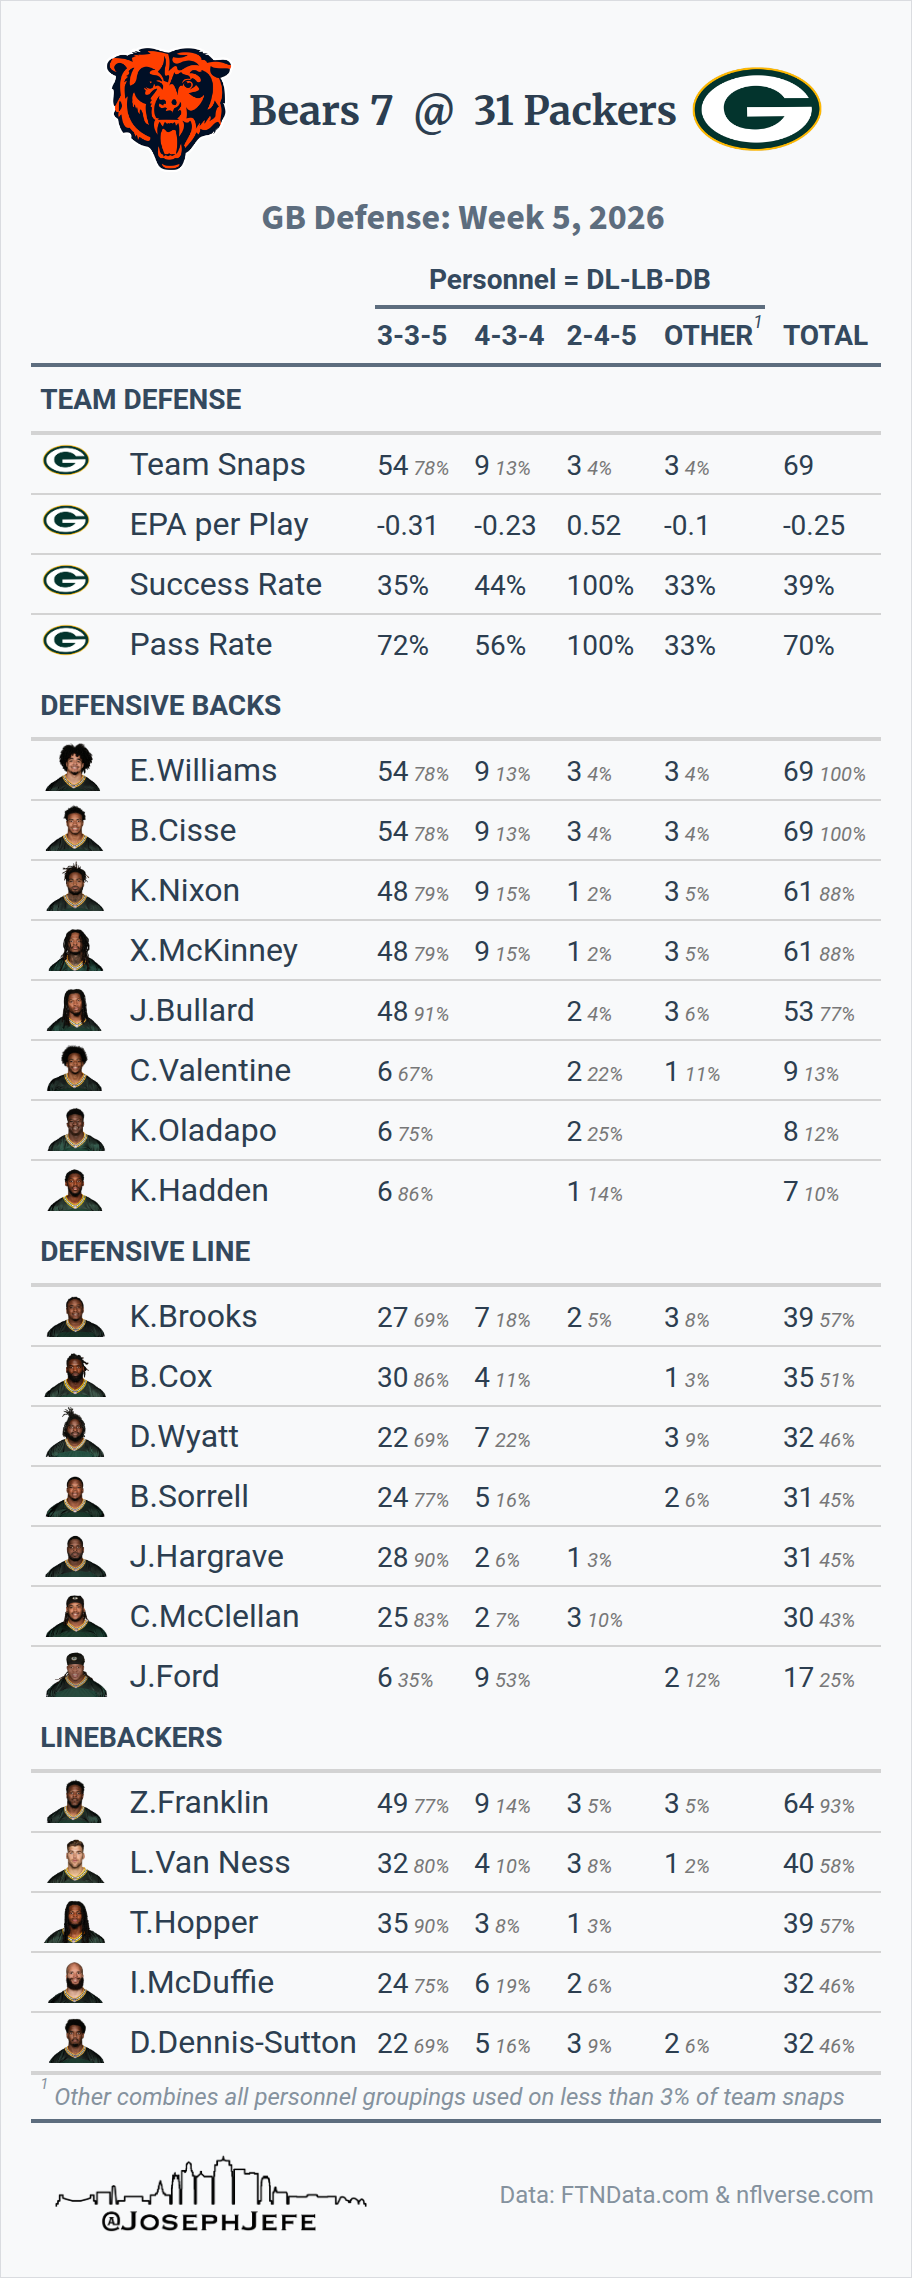 Bears 7 @ 31 Packers
GB Defense: Week 5, 2026
Personnel = DL-LB-DB
3-3-5 4-3-4 2-4-5 OTHER1 TOTAL
TEAM DEFENSE
Team Snaps 54 78% 9 13% 3 4% 3 4% 69
EPA per Play -0.31 -0.23 0.52 -0.1 -0.25
Success Rate 35% 44% 100% 33% 39%
Pass Rate 72% 56% 100% 33% 70%
DEFENSIVE BACKS
E.Williams 54 78% 9 13% 3 4% 3 4% 69 100%
B.Cisse 54 78% 9 13% 3 4% 3 4% 69 100%
K.Nixon 48 79% 9 15% 1 2% 3 5% 61 88%
X.McKinney 48 79% 9 15% 1 2% 3 5% 61 88%
J.Bullard 48 91% 2 4% 3 6% 53 77%
C.Valentine 6 67% 2 22% 1 11% 9 13%
K.Oladapo 6 75% 2 25% 8 12%
K.Hadden 6 86% 1 14% 7 10%
DEFENSIVE LINE
K.Brooks 27 69% 7 18% 2 5% 3 8% 39 57%
B.Cox 30 86% 4 11% 1 3% 35 51%
D.Wyatt 22 69% 7 22% 3 9% 32 46%
B.Sorrell 24 77% 5 16% 2 6% 31 45%
J.Hargrave 28 90% 2 6% 1 3% 31 45%
C.McClellan 25 83% 2 7% 3 10% 30 43%
J.Ford 6 35% 9 53% 2 12% 17 25%
LINEBACKERS
Z.Franklin 49 77% 9 14% 3 5% 3 5% 64 93%
L.Van Ness 32 80% 4 10% 3 8% 1 2% 40 58%
T.Hopper 35 90% 3 8% 1 3% 39 57%
I.McDuffie 24 75% 6 19% 2 6% 32 46%
D.Dennis-Sutton 22 69% 5 16% 3 9% 2 6% 32 46%
1 Other combines all personnel groupings used on less than 3% of team snaps
@JosephJefe
Data: FTNData.com & nflverse.com